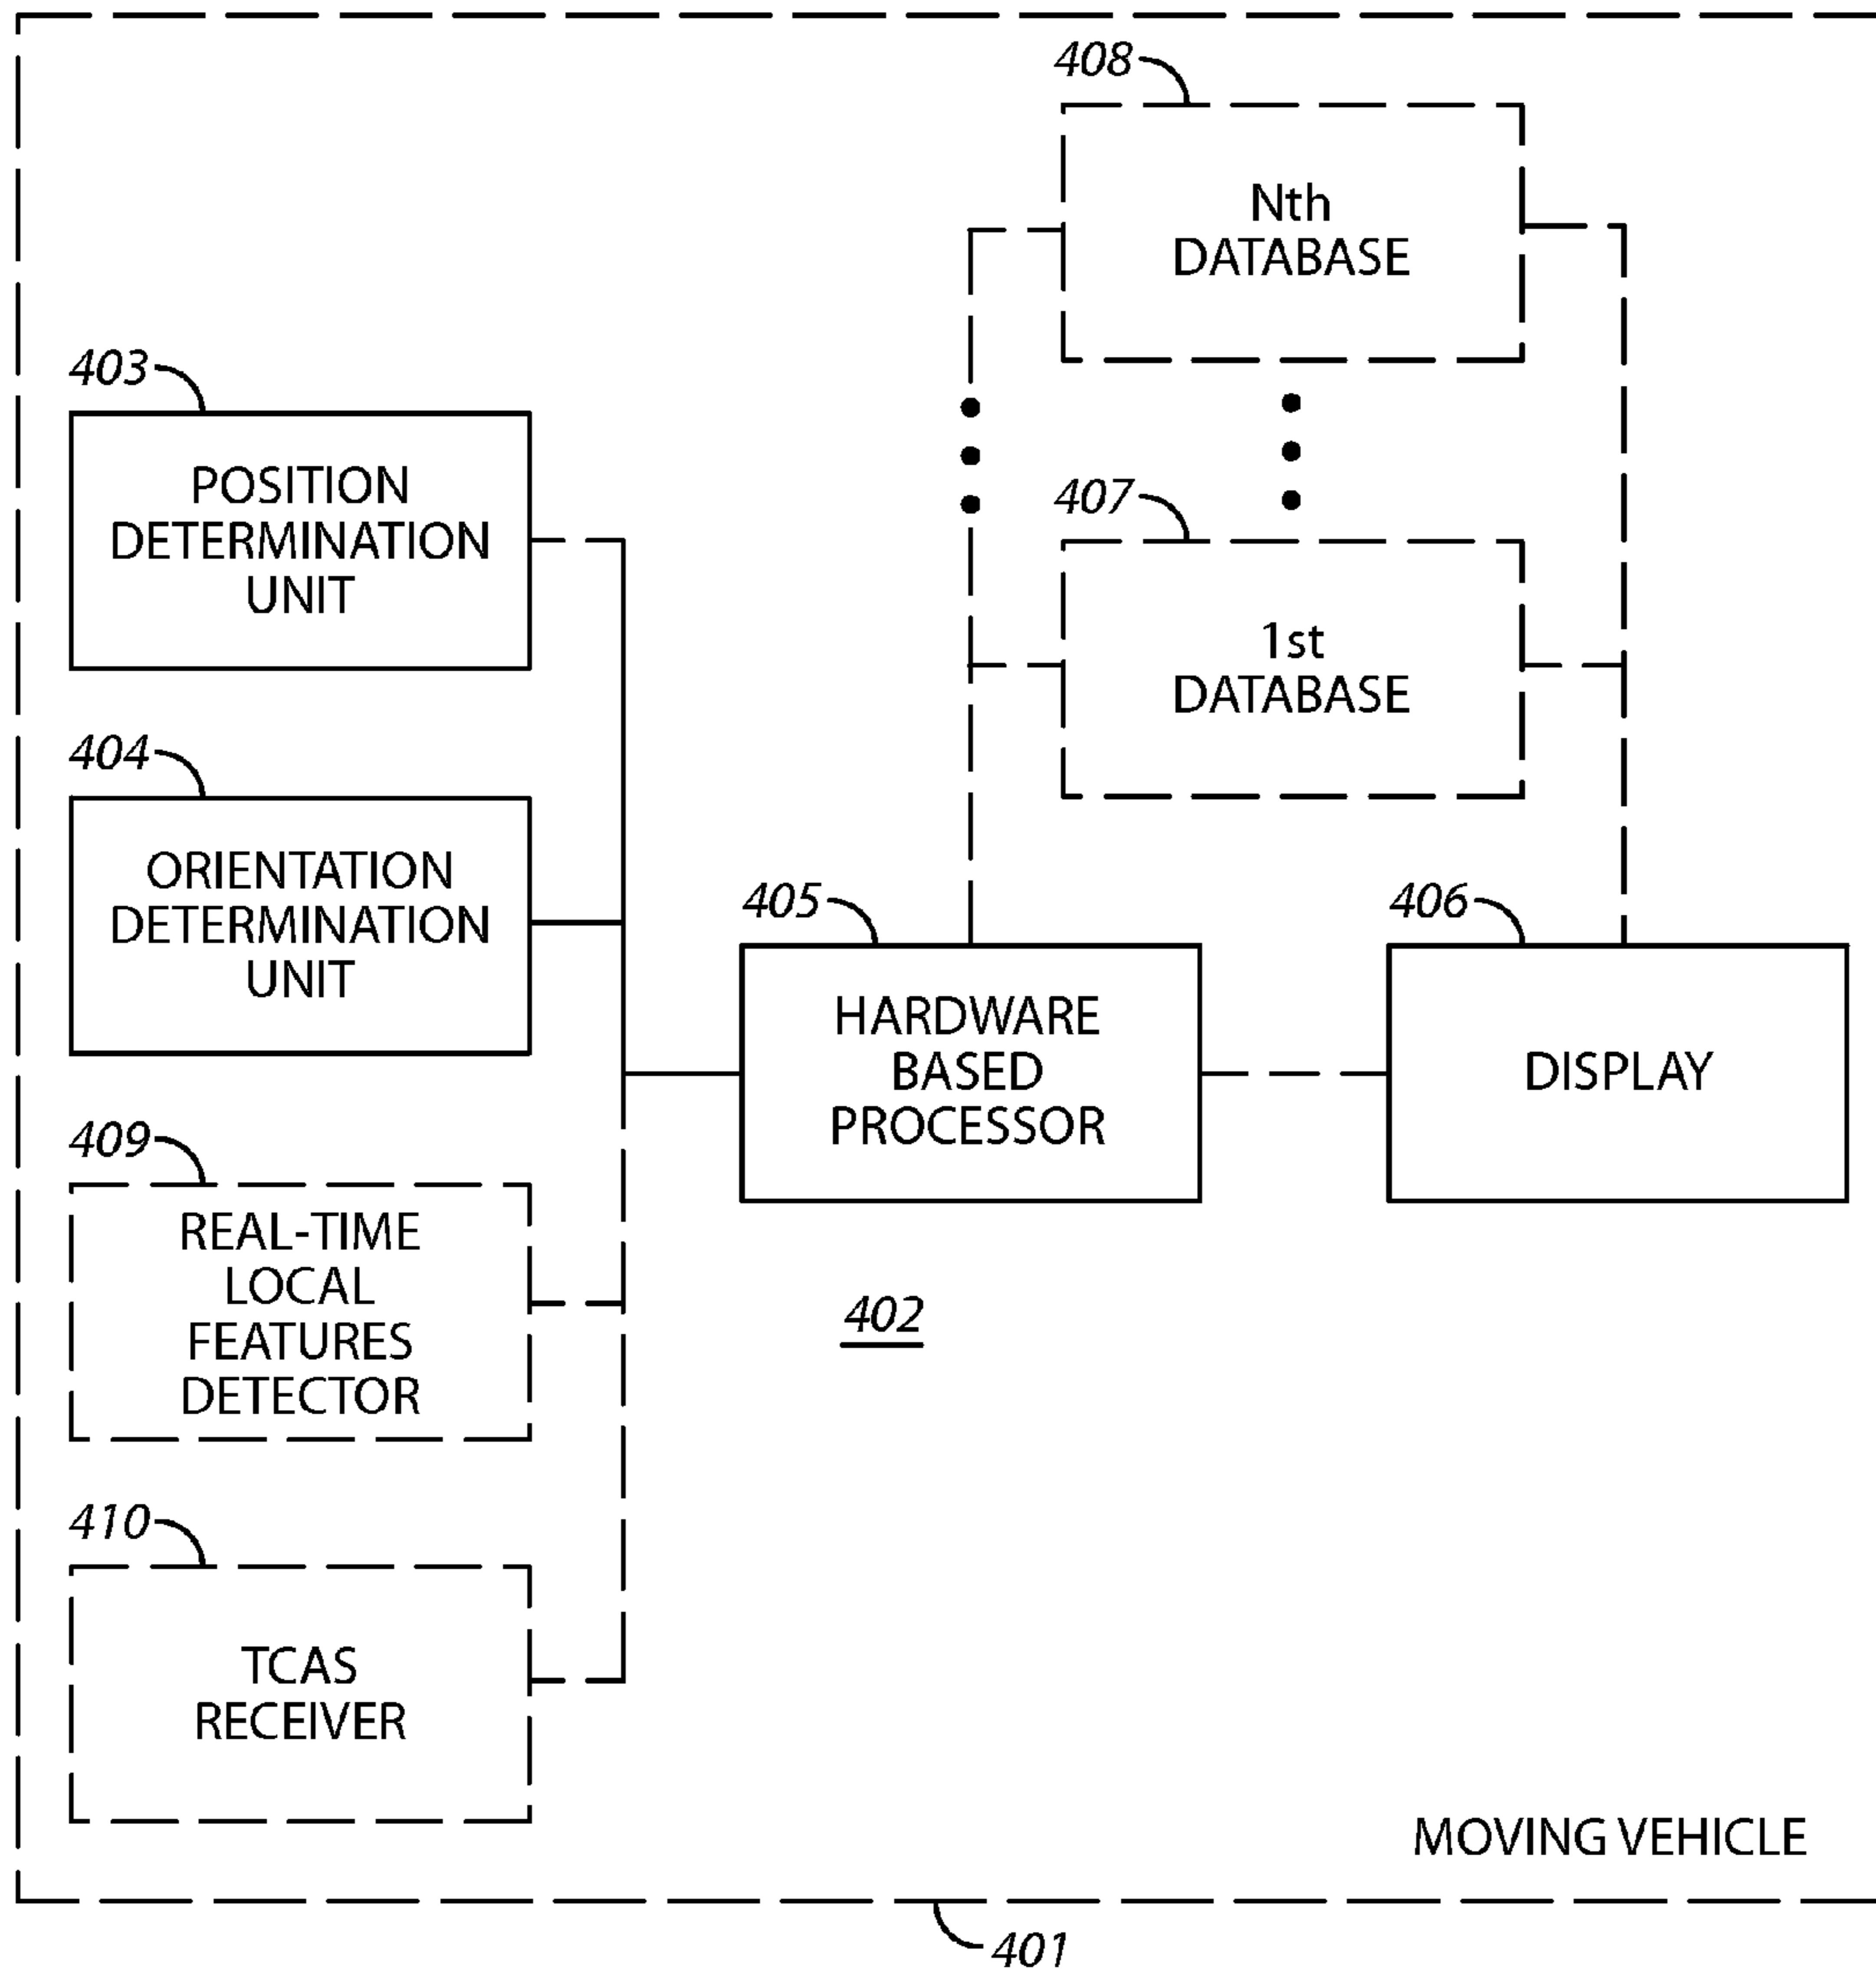 408
Nth
DATABASE
403
POSITION
DETERMINATION
UNIT
407
1st
DATABASE
404
ORIENTATION
DETERMINATION
UNIT
405
HARDWARE
BASED
PROCESSOR
406
DISPLAY
409
REAL-TIME
LOCAL
FEATURES
DETECTOR
402
410
TCAS
RECEIVER
MOVING VEHICLE
401